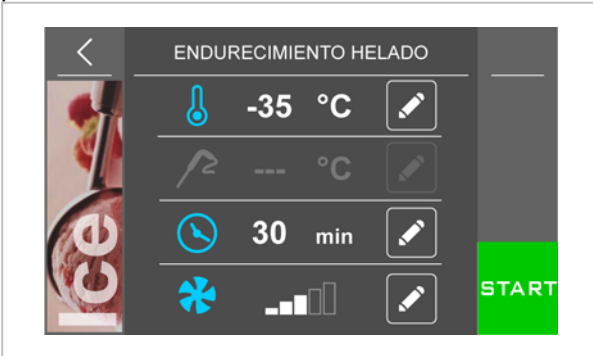 ENDURECIMIENTO HELADO
-35 °C
--- °C
30 min
START
Ice